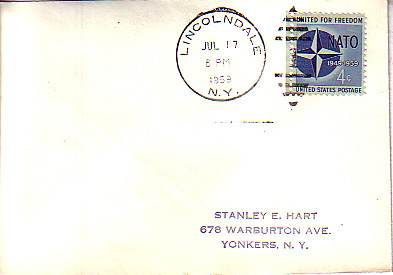 LINCOLNDALE
JUL 17
6 PM
1959
N.Y.
UNITED FOR FREEDOM
NATO
1949-1959
4¢
UNITED STATES POSTAGE
STANLEY E. HART
678 WARBURTON AVE.
YONKERS, N. Y.